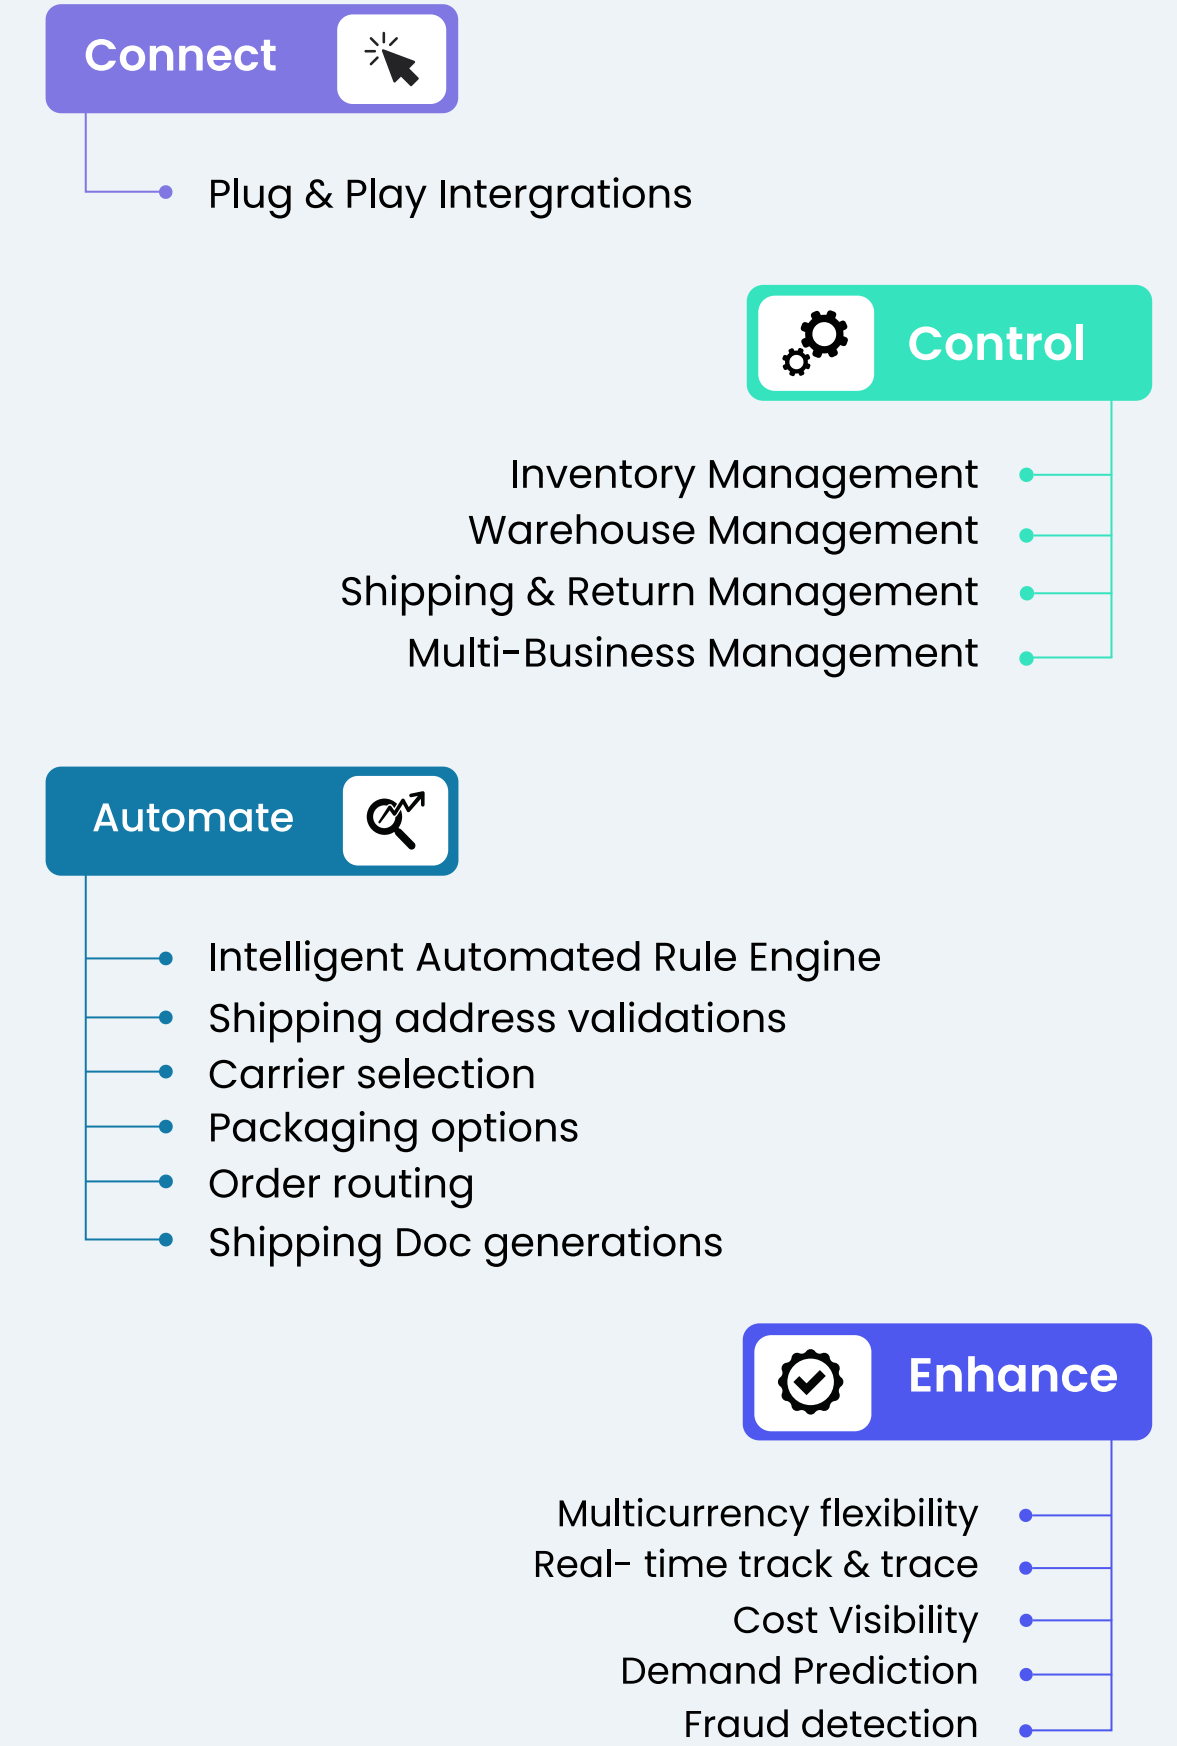 Connect
Plug & Play Intergrations
Control
Inventory Management
Warehouse Management
Shipping & Return Management
Multi-Business Management
Automate
Intelligent Automated Rule Engine
Shipping address validations
Carrier selection
Packaging options
Order routing
Shipping Doc generations
Enhance
Multicurrency flexibility
Real- time track & trace
Cost Visibility
Demand Prediction
Fraud detection